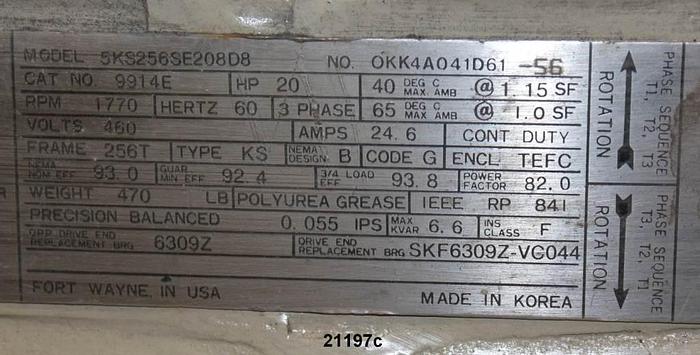 MODEL 5KS256SE208D8 NO. OKK4A041D61 -56
CAT NO. 9914E HP 20 40 DEG C MAX. AMB @ 1.15 SF
RPM 1770 HERTZ 60 3 PHASE 65 DEG C MAX. AMB @ 1.0 SF
VOLTS 460 AMPS 24.6 CONT DUTY
FRAME 256T TYPE KS NEMA DESIGN B CODE G ENCL TEFC
NEMA NOM EFF 93.0 GUAR MIN EFF 92.4 3/4 LOAD EFF 93.8 POWER FACTOR 82.0
WEIGHT 470 LB POLYUREA GREASE IEEE RP 841
PRECISION BALANCED 0.055 IPS MAX KVAR 6.6 INS CLASS F
OPP DRIVE END REPLACEMENT BRG 6309Z DRIVE END REPLACEMENT BRG SKF6309Z-VC044
FORT WAYNE, IN USA MADE IN KOREA
ROTATION
PHASE SEQUENCE
T1, T2, T3
ROTATION
PHASE SEQUENCE
T3, T2, T1
21197c